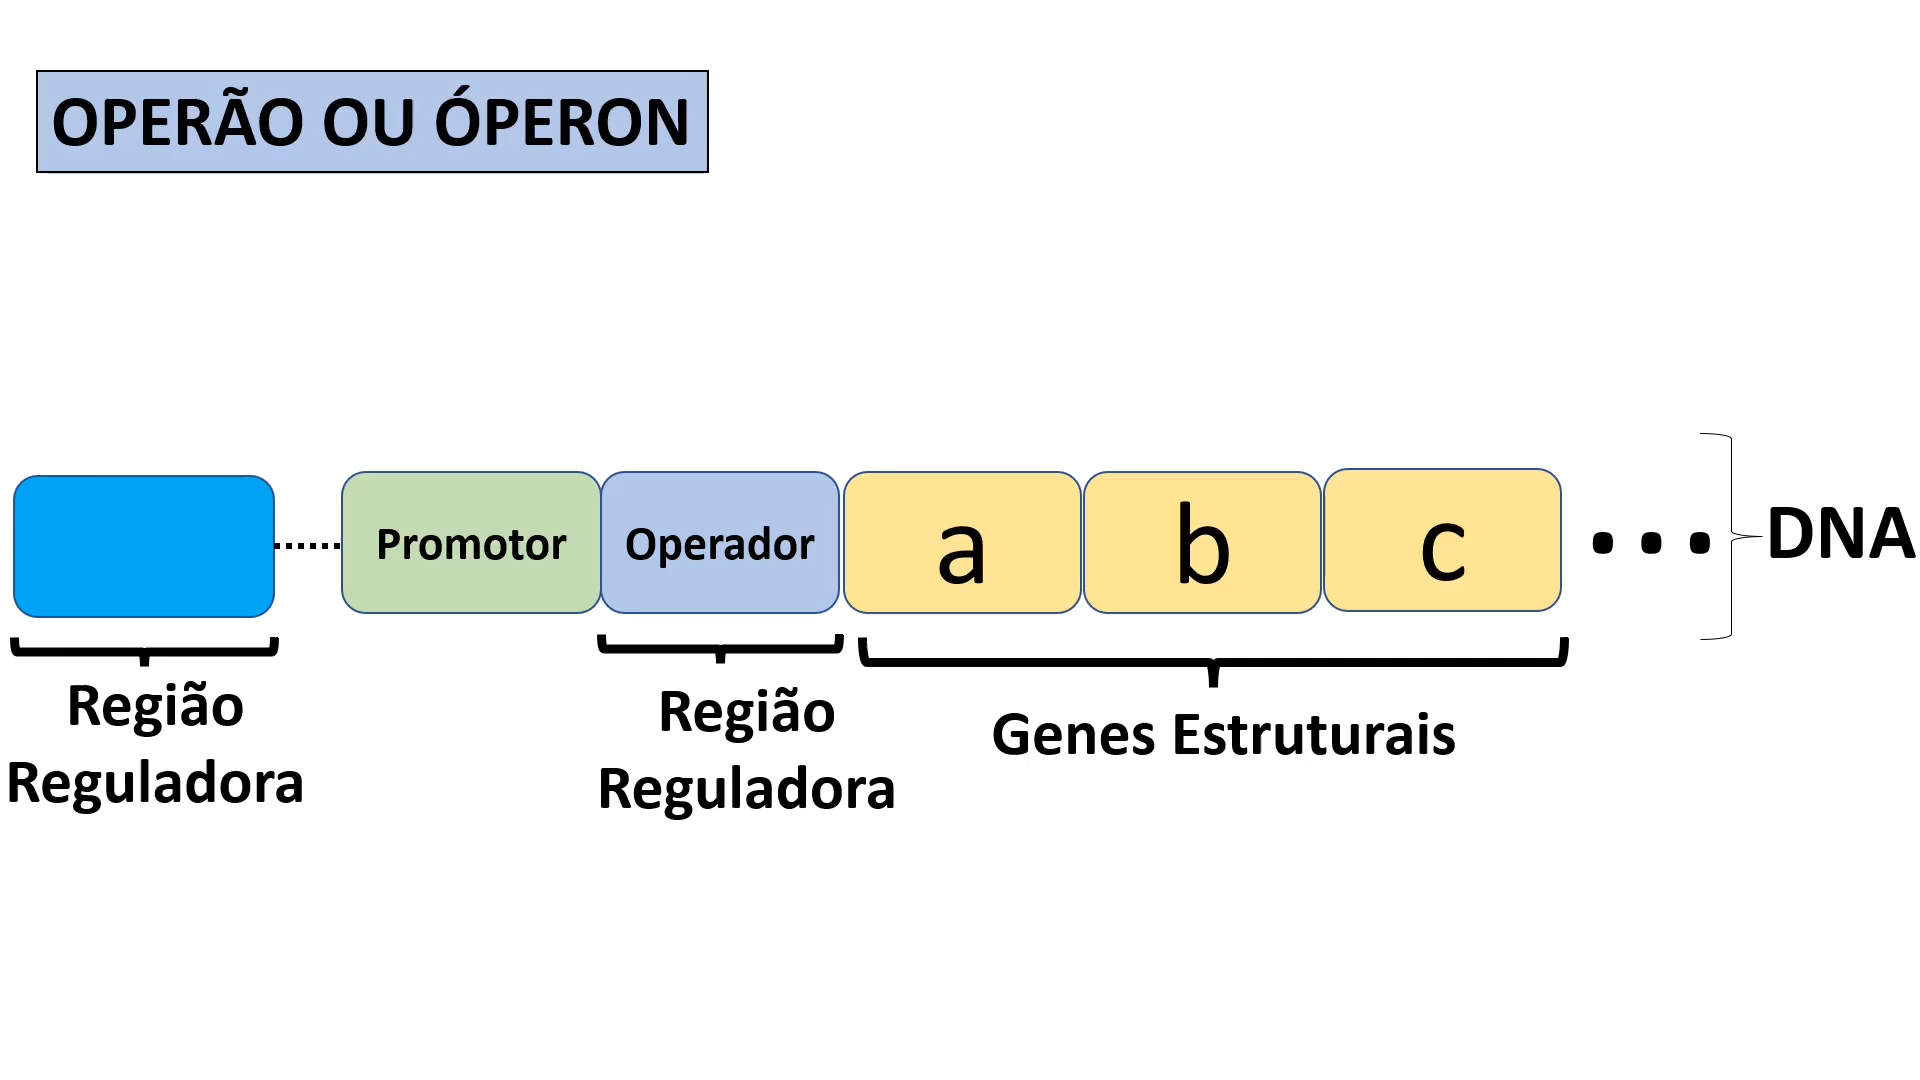 OPERÃO OU ÓPERON
Promotor
Operador
a
b
c
...
DNA
Região
Reguladora
Região
Reguladora
Genes Estruturais